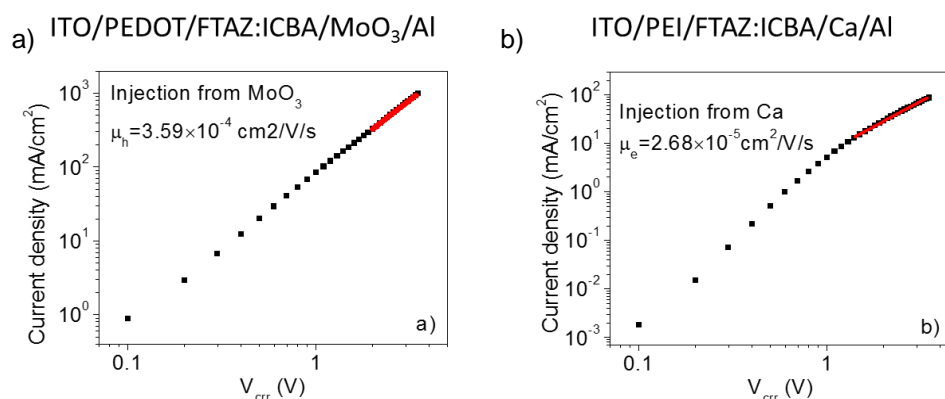 a) ITO/PEDOT/FTAZ:ICBA/MoO₃/Al
Injection from MoO₃
μₕ=3.59×10⁻⁴ cm2/V/s
10³
10²
10¹
10⁰
Current density (mA/cm²)
0.1
1
V_crr (V)
a)
b) ITO/PEI/FTAZ:ICBA/Ca/Al
Injection from Ca
μₑ=2.68×10⁻⁵cm²/V/s
10²
10¹
10⁰
10⁻¹
10⁻²
10⁻³
Current density (mA/cm²)
0.1
1
V_crr (V)
b)